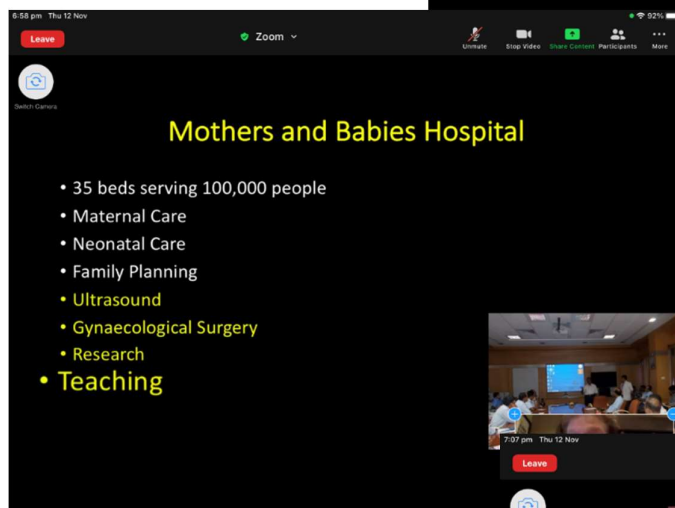 6:58 pm Thu 12 Nov
92%
Leave
Zoom
Unmute
Stop Video
Share Content
Participants
More
Switch Camera
Mothers and Babies Hospital
• 35 beds serving 100,000 people
• Maternal Care
• Neonatal Care
• Family Planning
• Ultrasound
• Gynaecological Surgery
• Research
• Teaching
7:07 pm Thu 12 Nov
Leave